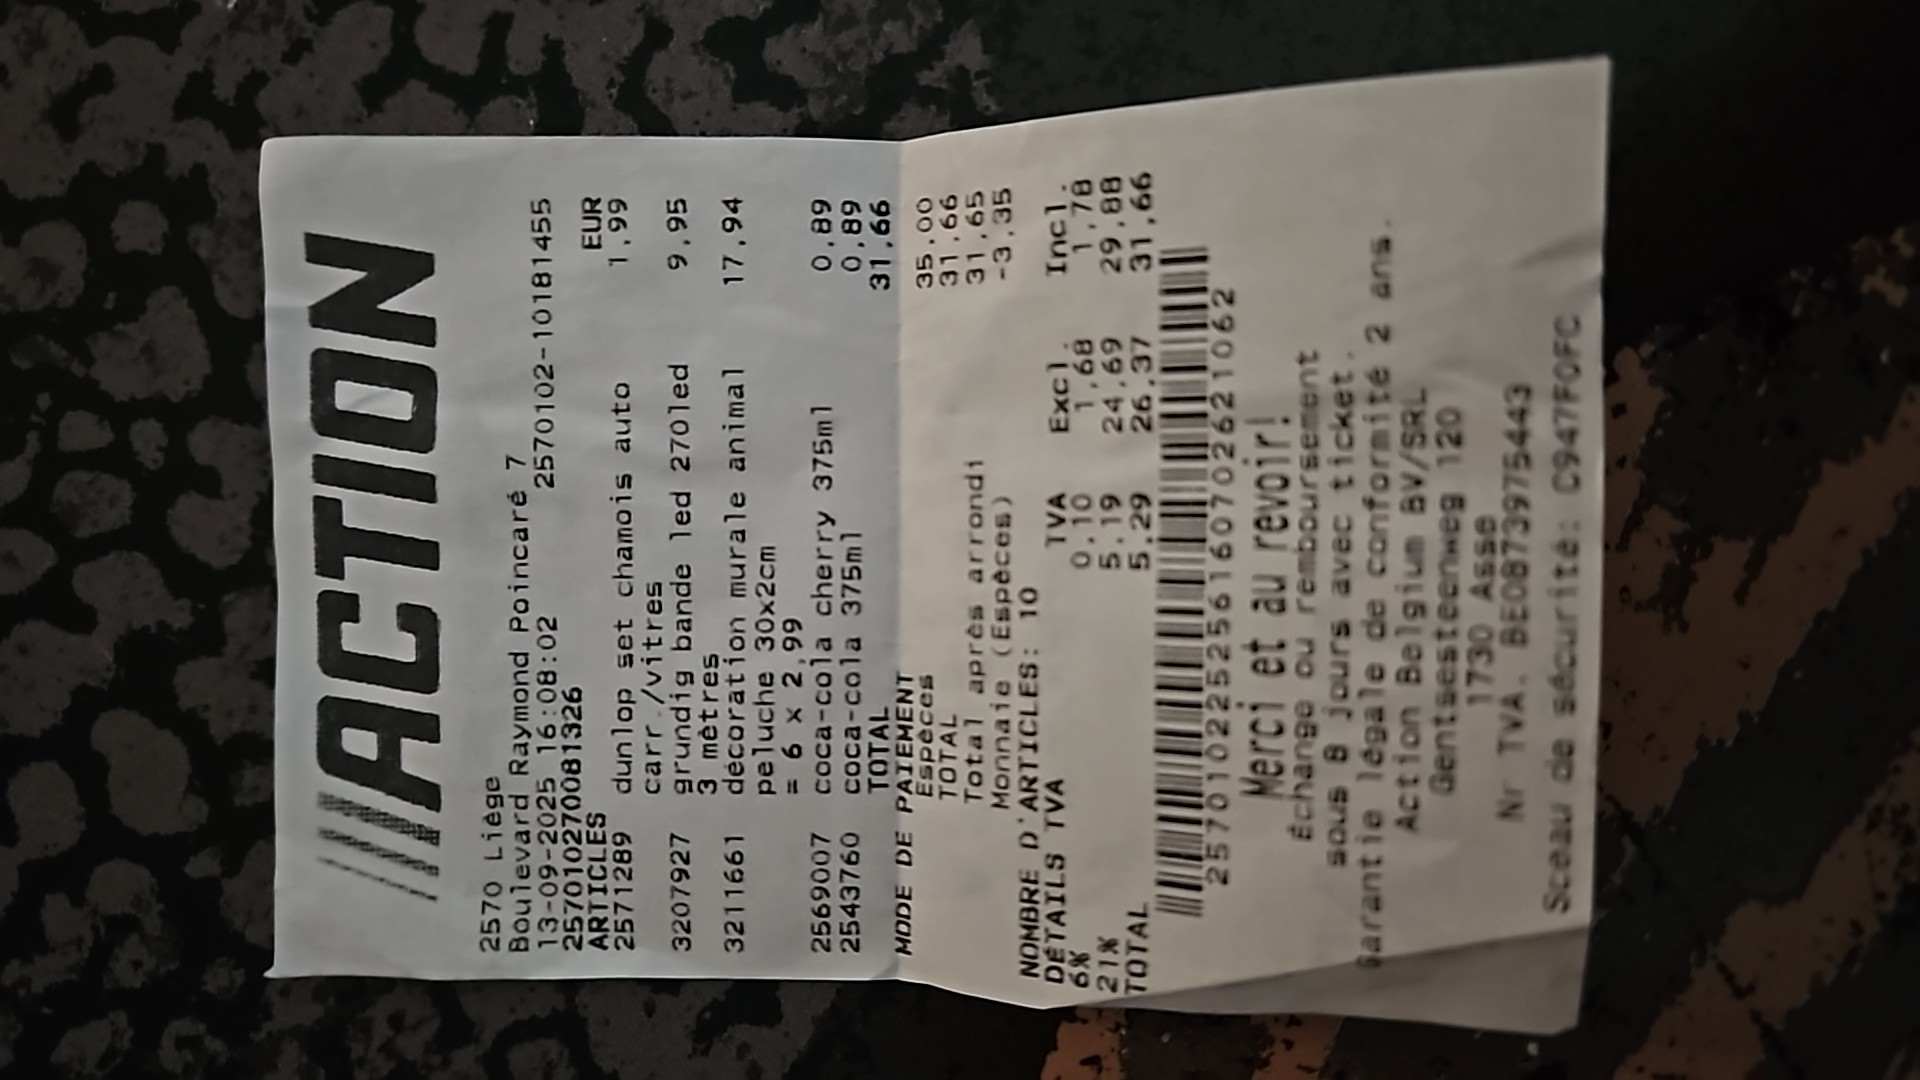 ACTION
2570 Liège
Boulevard Raymond Poincaré 7
13-09-2025 16:08:02 2570102-10181455
2570102700813 26
ARTICLES EUR
2571289 dunlop set chamois auto 1,99
carr./vitres
3207927 grundig bande led 270led 9,95
3 mètres
3211661 décoration murale animal 17,94
peluche 30x2cm
= 6 x 2,99
2569007 coca-cola cherry 375ml 0,89
2543760 coca-cola 375ml 0,89
TOTAL 31,66
MODE DE PAIEMENT
Espèces 35.00
TOTAL 31.66
Total après arrondi 31.65
Monnaie (Espèces) -3.35
NOMBRE D'ARTICLES: 10
DÉTAILS TVA TVA Excl. Incl.
6% 0,10 1,68 1,78
21% 5,19 24,69 29,88
TOTAL 5,29 26,37 31,66
257010225256160702621062
Merci et au revoir!
Échange ou remboursement
sous 8 jours avec ticket.
Garantie légale de conformité 2 ans.
Action Belgium BV/SRL
Gentsesteenweg 120
1730 Asse
Nr TVA. BE0873975443
Sceau de sécurité: C947F0FC